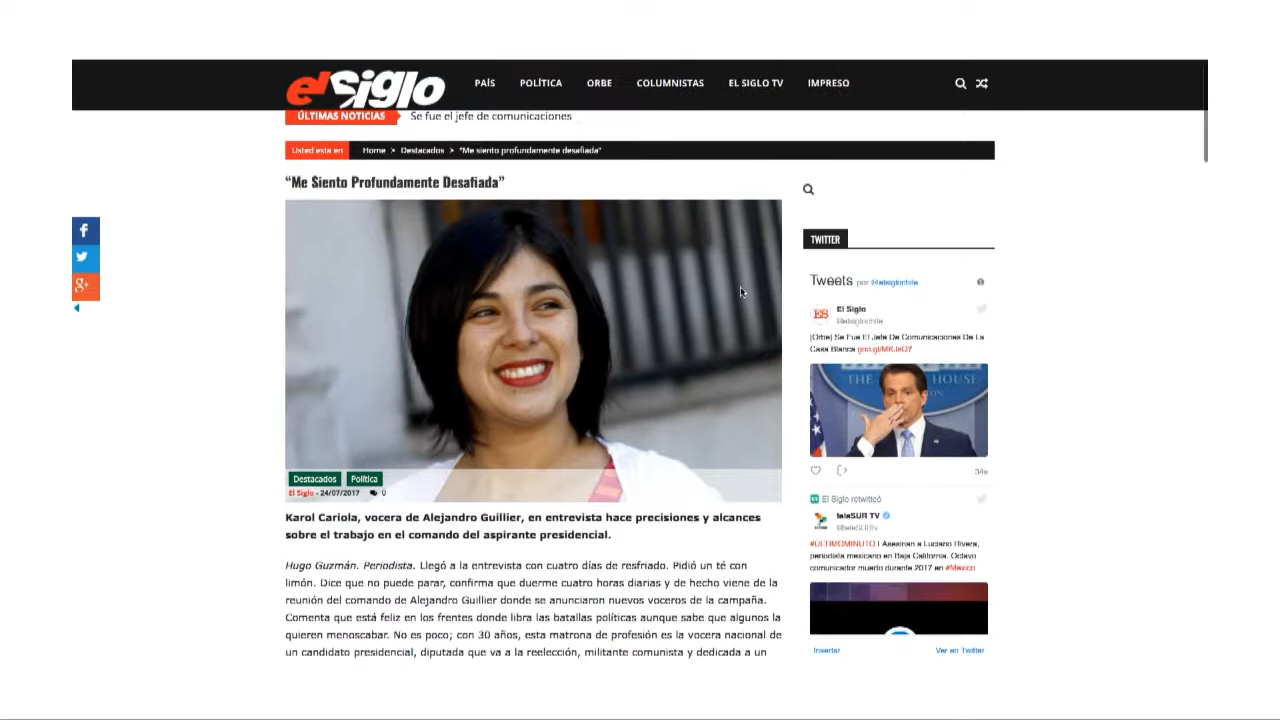 elSiglo
PAÍS
POLÍTICA
ORBE
COLUMNISTAS
EL SIGLO TV
IMPRESO
ÚLTIMAS NOTICIAS
Se fue el jefe de comunicaciones
Usted esta en
Home > Destacados > "Me siento profundamente desafiada"
“Me Siento Profundamente Desafiada”
Destacados
Política
El Siglo - 24/07/2017 0
Karol Cariola, vocera de Alejandro Guillier, en entrevista hace precisiones y alcances
sobre el trabajo en el comando del aspirante presidencial.
Hugo Guzmán. Periodista. Llegó a la entrevista con cuatro días de resfriado. Pidió un té con
limón. Dice que no puede parar, confirma que duerme cuatro horas diarias y de hecho viene de la
reunión del comando de Alejandro Guillier donde se anunciaron nuevos voceros de la campaña.
Comenta que está feliz en los frentes donde libra las batallas políticas aunque sabe que algunos la
quieren menoscabar. No es poco; con 30 años, esta matrona de profesión es la vocera nacional de
un candidato presidencial, diputada que va a la reelección, militante comunista y dedicada a un
TWITTER
Tweets por @elsiglochile
ES
El Siglo
@elsiglochile
(Orbe) Se Fue El Jefe De Comunicaciones De La
Casa Blanca
THE HOUSE
34s
El Siglo retwitteó
teleSUR TV
@teleSURtv
#ÚLTIMOMINUTO | Asesinan a Luciano Rivera,
periodista mexicano en Baja California. Octavo
comunicador muerto durante 2017 en #México
Insertar
Ver en Twitter